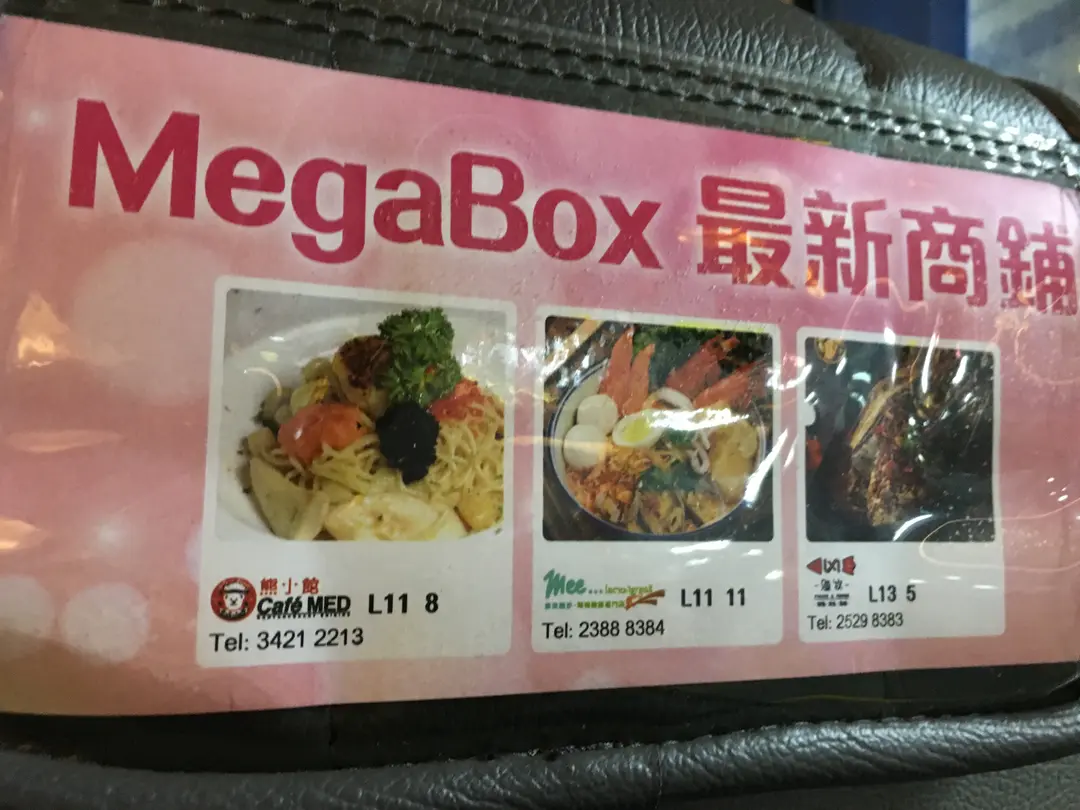 MegaBox 最新商鋪
熊小館
Café MED L11 8
Tel: 3421 2213
Mee... L11 11
Tel: 2388 8384
L13 5
Tel: 2529 8383